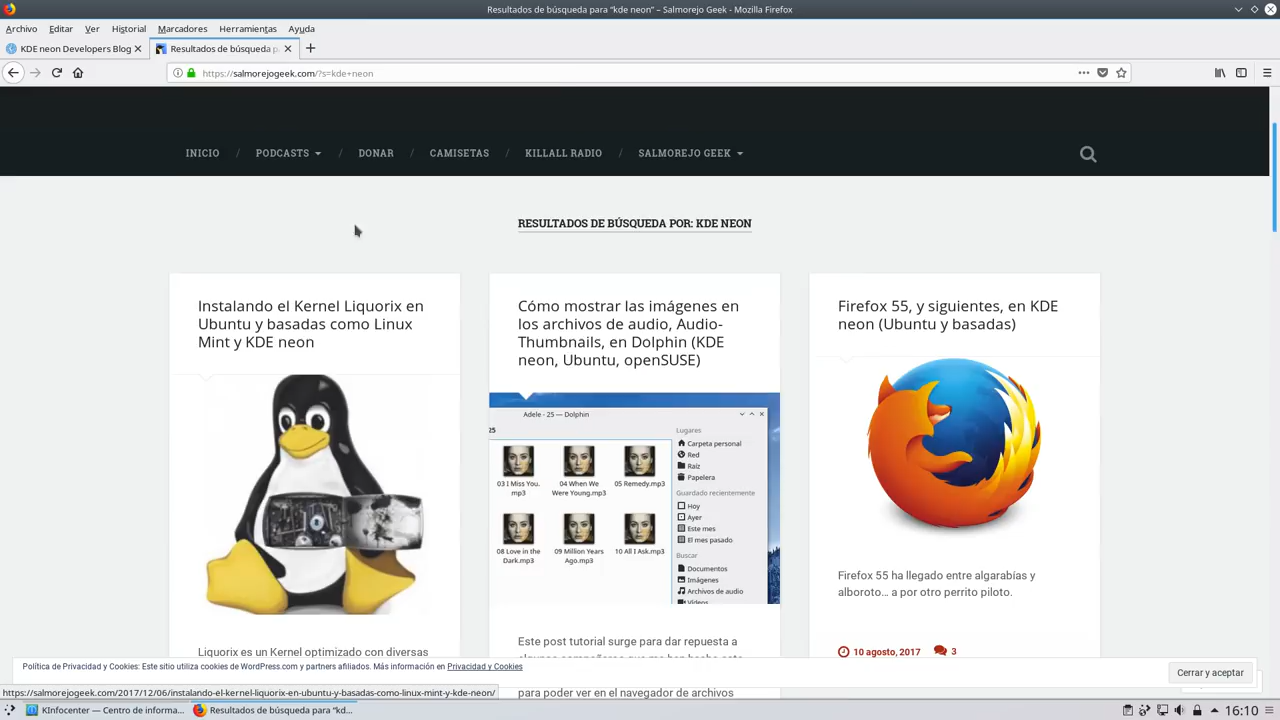 Resultados de búsqueda para “kde neon” – Salmorejo Geek - Mozilla Firefox
Archivo Editar Ver Historial Marcadores Herramientas Ayuda
KDE neon Developers Blog
Resultados de búsqueda p
https://salmorejogeek.com/?s=kde+neon
INICIO / PODCASTS / DONAR / CAMISETAS / KILLALL RADIO / SALMOREJO GEEK
RESULTADOS DE BÚSQUEDA POR: KDE NEON
Instalando el Kernel Liquorix en
Ubuntu y basadas como Linux
Mint y KDE neon
Liquorix es un Kernel optimizado con diversas
Cómo mostrar las imágenes en
los archivos de audio, Audio-
Thumbnails, en Dolphin (KDE
neon, Ubuntu, openSUSE)
Adele - 25 — Dolphin
25
03 I Miss You.
mp3
04 When We
Were Young.mp3
05 Remedy.mp3
08 Love in the
Dark.mp3
09 Million Years
Ago.mp3
10 All I Ask.mp3
Lugares
Carpeta personal
Red
Raíz
Papelera
Guardado recientemente
Hoy
Ayer
Este mes
El mes pasado
Buscar
Documentos
Imágenes
Archivos de audio
Vídeos
Este post tutorial surge para dar repuesta a
para poder ver en el navegador de archivos
Firefox 55, y siguientes, en KDE
neon (Ubuntu y basadas)
Firefox 55 ha llegado entre algarabías y
alboroto… a por otro perrito piloto.
10 agosto, 2017 3
Política de Privacidad y Cookies: Este sitio utiliza cookies de WordPress.com y partners afiliados. Más información en Privacidad y Cookies
Cerrar y aceptar
https://salmorejogeek.com/2017/12/06/instalando-el-kernel-liquorix-en-ubuntu-y-basadas-como-linux-mint-y-kde-neon/
KInfocenter — Centro de informa...
Resultados de búsqueda para “kd...
16:10